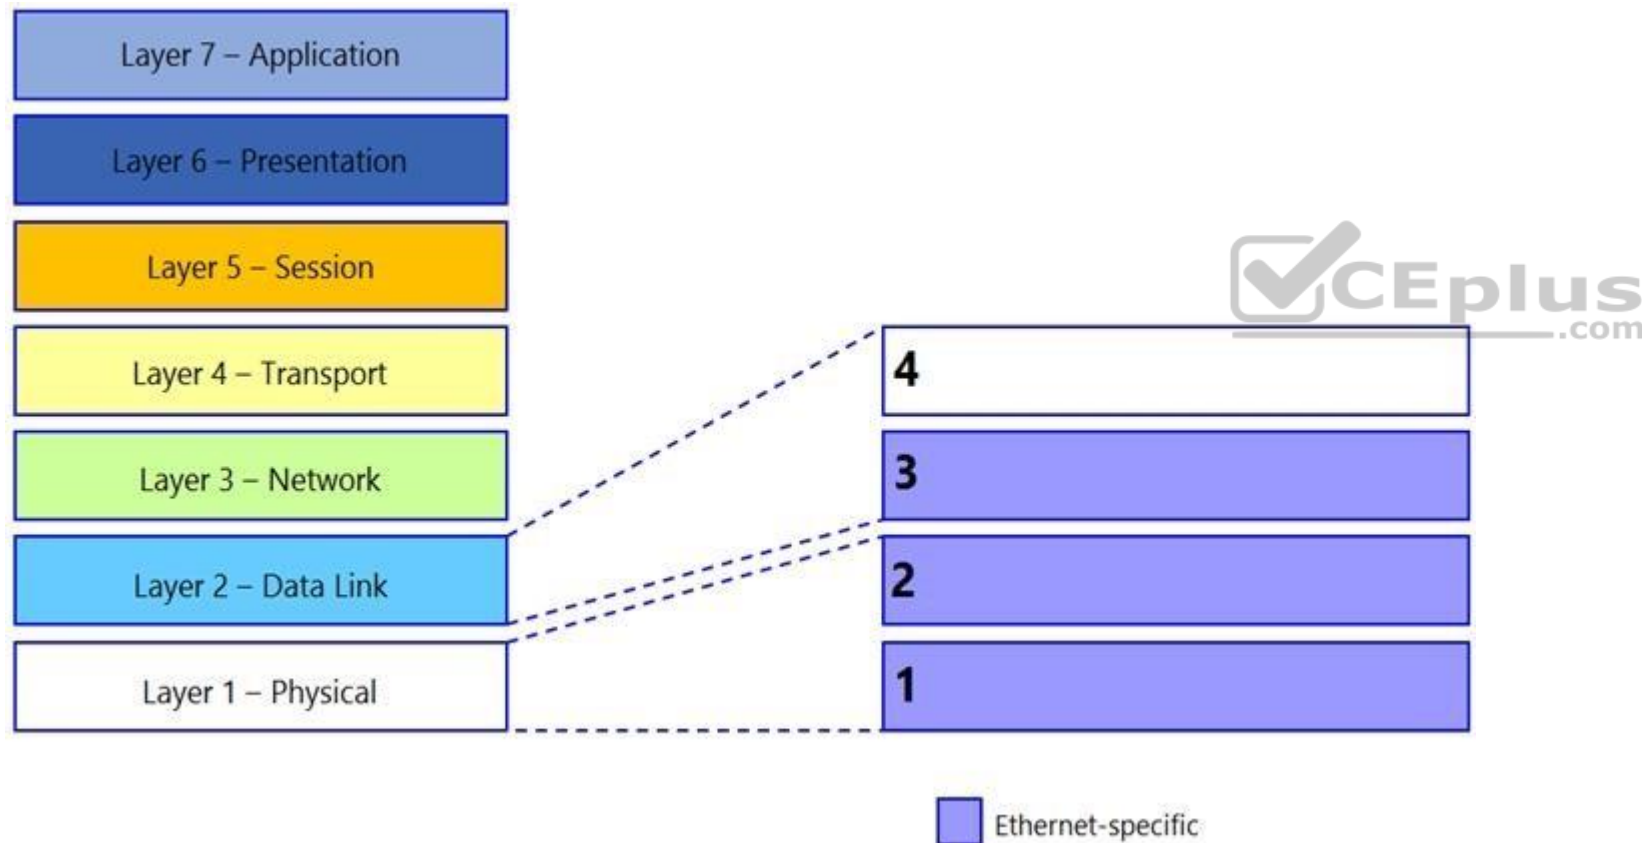 Layer 7 – Application
Layer 6 – Presentation
Layer 5 – Session
Layer 4 – Transport
Layer 3 – Network
Layer 2 – Data Link
Layer 1 – Physical
CEplus
.com
4
3
2
1
Ethernet-specific